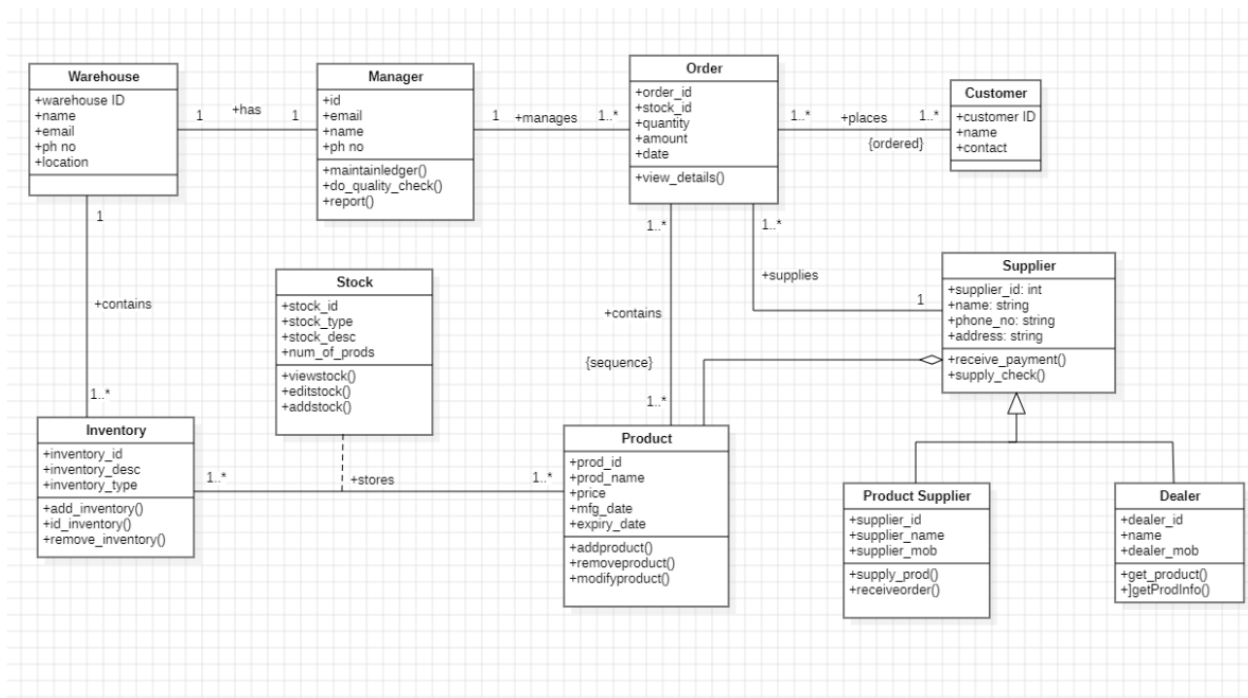 Warehouse
+warehouse ID
+name
+email
+ph no
+location
1
+has
1
Manager
+id
+email
+name
+ph no
+maintainledger()
+do_quality_check()
+report()
1
+manages
1..*
Order
+order_id
+stock_id
+quantity
+amount
+date
+view_details()
1..*
+places
1..*
{ordered}
Customer
+customer ID
+name
+contact
1
+contains
1..*
Stock
+stock_id
+stock_type
+stock_desc
+num_of_prods
+viewstock()
+editstock()
+addstock()
1..*
+contains
{sequence}
1..*
1..*
+supplies
1
Supplier
+supplier_id: int
+name: string
+phone_no: string
+address: string
+receive_payment()
+supply_check()
Inventory
+inventory_id
+inventory_desc
+inventory_type
+add_inventory()
+id_inventory()
+remove_inventory()
1..*
+stores
1..*
Product
+prod_id
+prod_name
+price
+mfg_date
+expiry_date
+addproduct()
+removeproduct()
+modifyproduct()
Product Supplier
+supplier_id
+supplier_name
+supplier_mob
+supply_prod()
+receiveorder()
Dealer
+dealer_id
+name
+dealer_mob
+get_product()
+]getProdInfo()